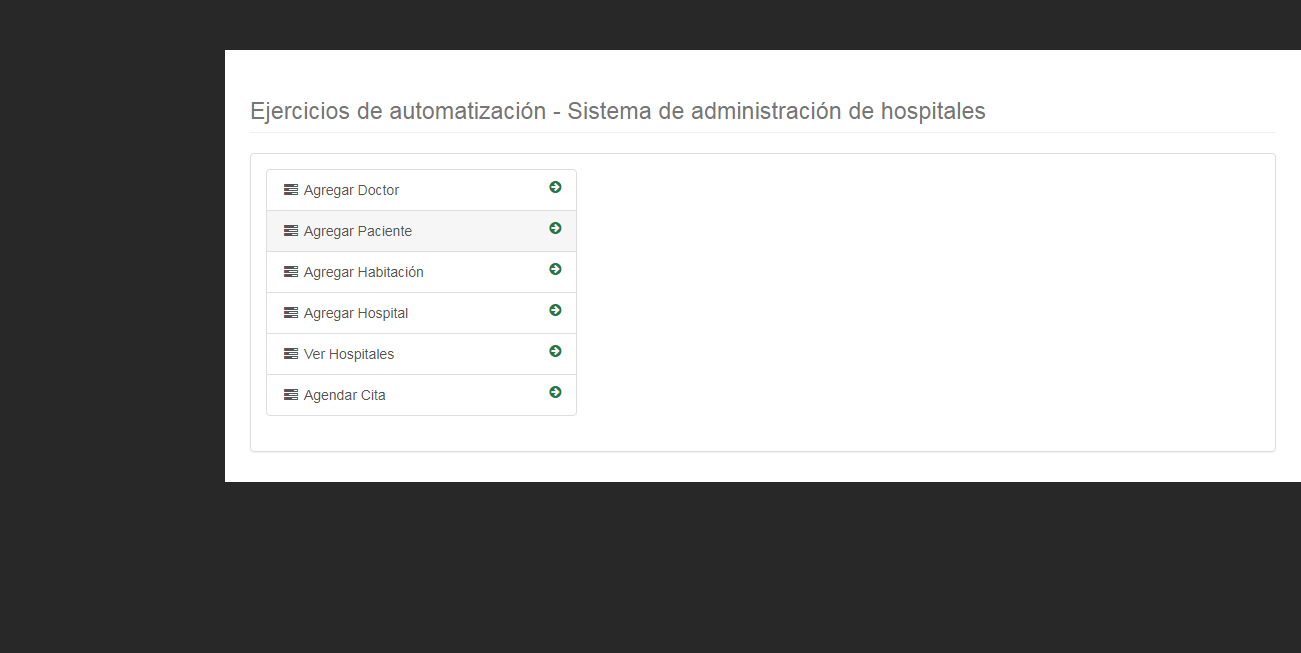 Ejercicios de automatización - Sistema de administración de hospitales
Agregar Doctor
Agregar Paciente
Agregar Habitación
Agregar Hospital
Ver Hospitales
Agendar Cita